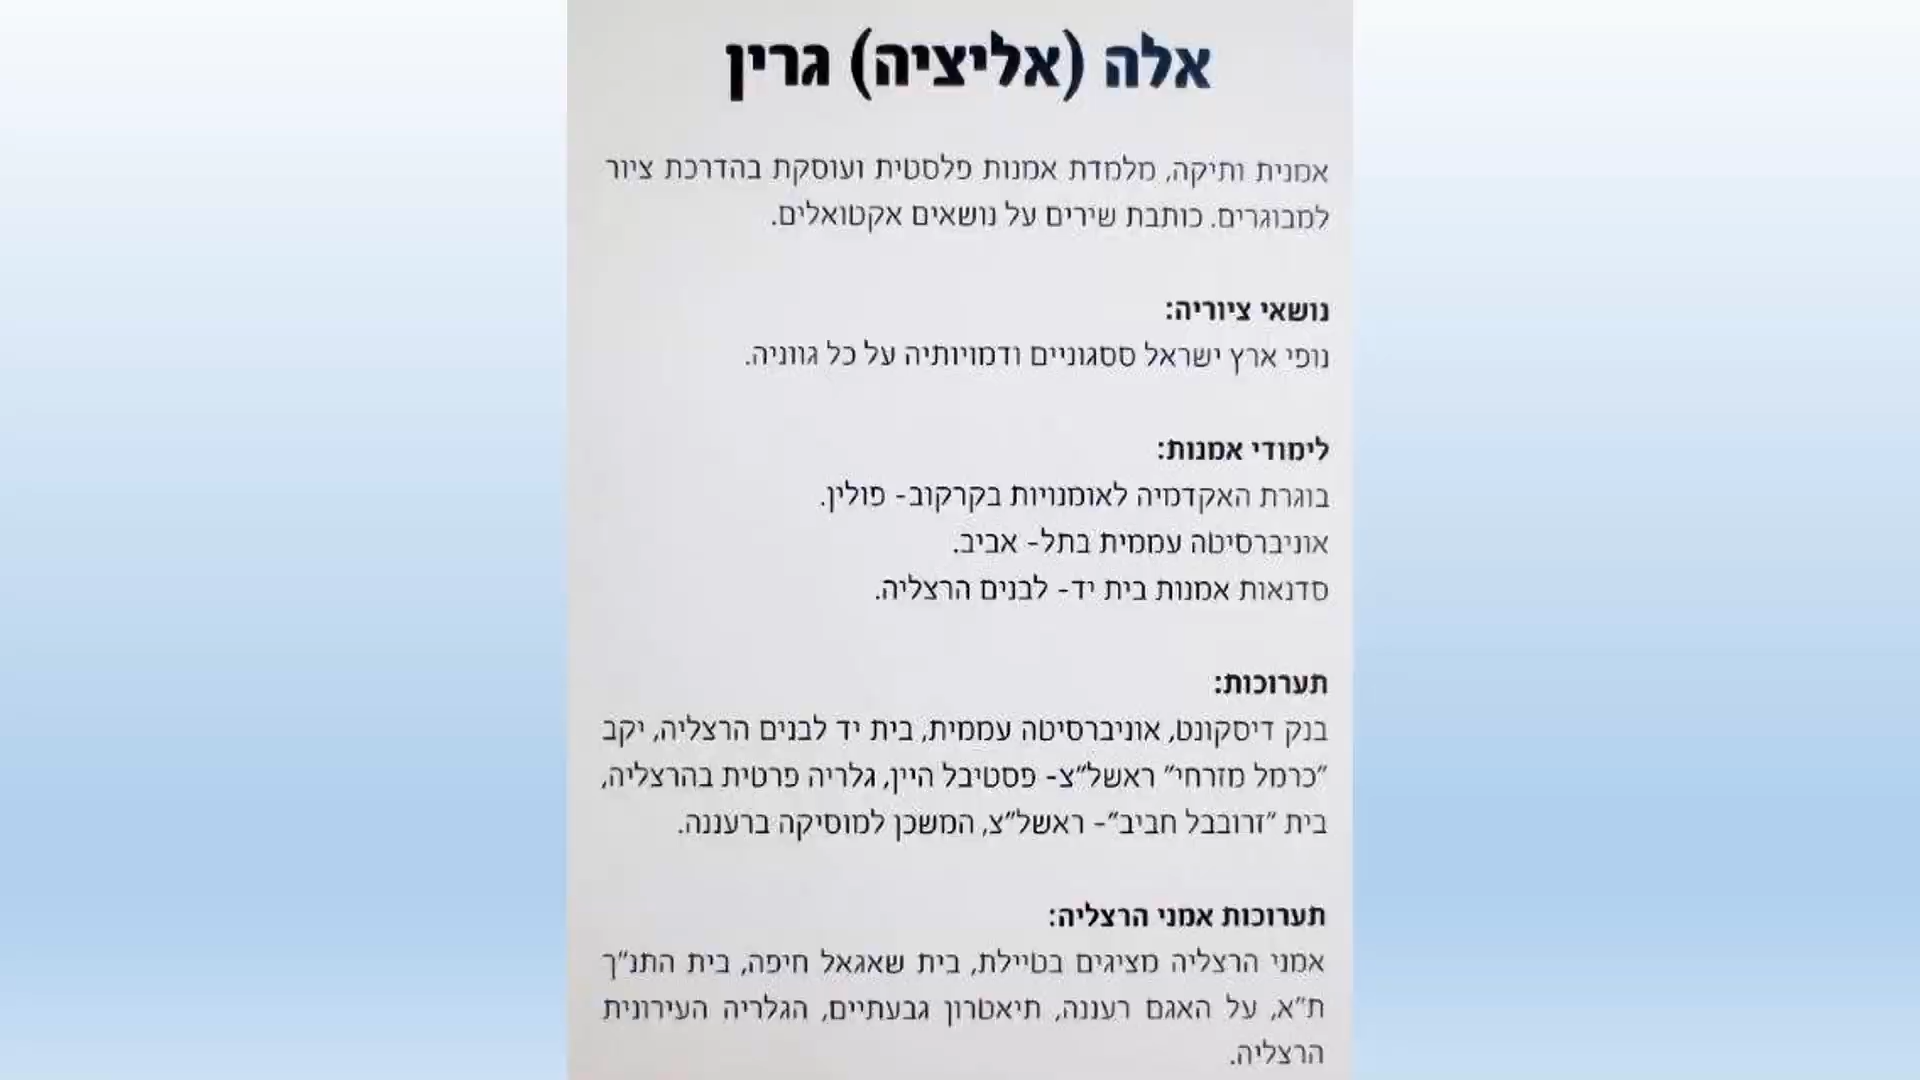 אלה (אליציה) גרין
אמנית ותיקה, מלמדת אמנות פלסטית ועוסקת בהדרכת ציור
למבוגרים. כותבת שירים על נושאים אקטואלים.
נושאי ציוריה:
נופי ארץ ישראל ססגוניים ודמויותיה על כל גווניה.
לימודי אמנות:
בוגרת האקדמיה לאומנויות בקרקוב- פולין.
אוניברסיטה עממית בתל- אביב.
סדנאות אמנות בית יד- לבנים הרצליה.
תערוכות:
בנק דיסקונט, אוניברסיטה עממית, בית יד לבנים הרצליה, יקב
"כרמל מזרחי" ראשל"צ- פסטיבל היין, גלריה פרטית בהרצליה,
בית "זרובבל חביב"- ראשל"צ, המשכן למוסיקה ברעננה.
תערוכות אמני הרצליה:
אמני הרצליה מציגים בטיילת, בית שאגאל חיפה, בית התנ"ך
ת"א, על האגם רעננה, תיאטרון גבעתיים, הגלריה העירונית
הרצליה.